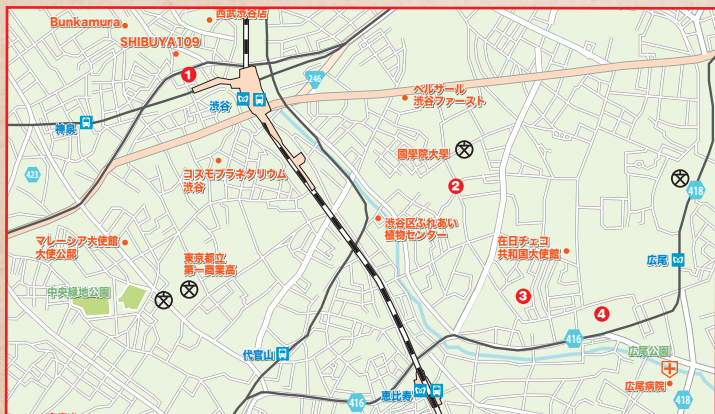 西武渋谷店
Bunkamura
SHIBUYA109
1
246
渋谷
ベルサール
渋谷ファースト
神泉
國學院大學
423
コスモプラネタリウム
渋谷
2
418
渋谷区ふれあい
植物センター
マレーシア大使館
大使公邸
東京都立
第一商業高
在日チェコ
共和国大使館
広尾
中央緑地公園
3
4
416
代官山
広尾公園
広尾病院
恵比寿
416
418